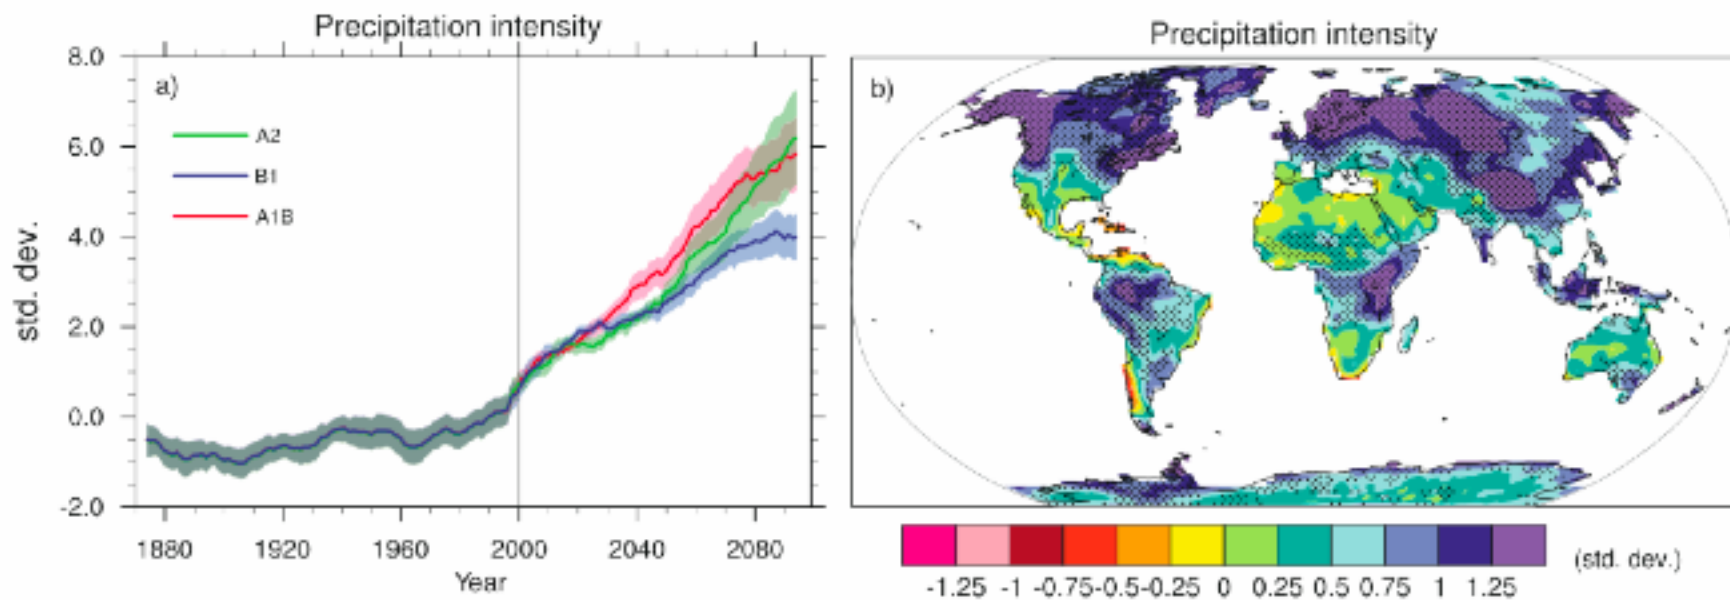 Precipitation intensity
8.0
a)
A2
6.0
B1
A1B
4.0
std. dev.
2.0
0.0
-2.0
1880 1920 1960 2000 2040 2080
Year
Precipitation intensity
b)
-1.25 -1 -0.75 -0.5 -0.25 0 0.25 0.5 0.75 1 1.25
(std. dev.)